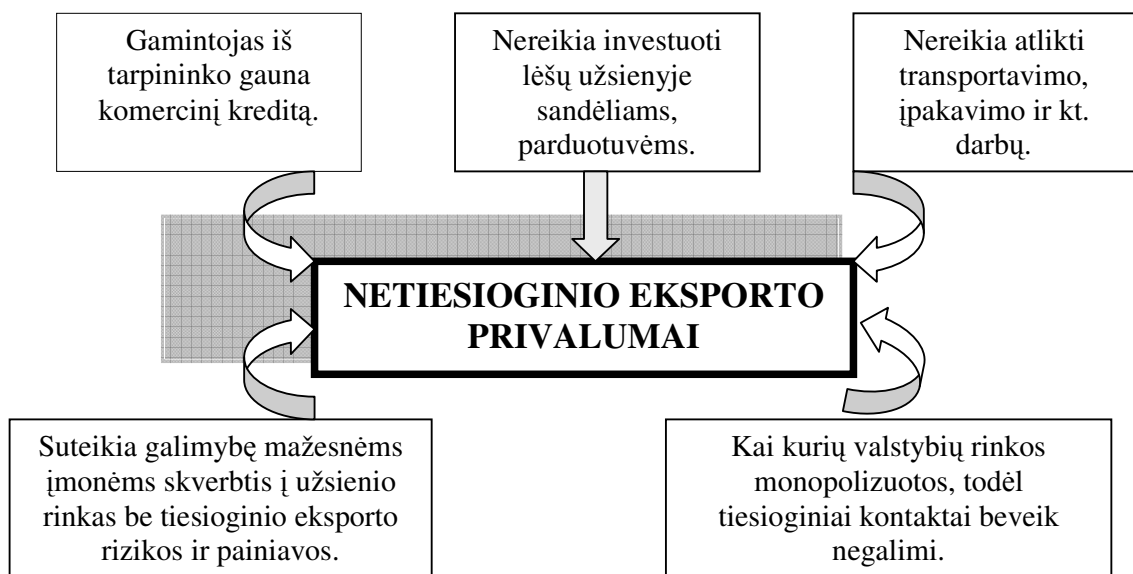 Gamintojas iš
tarpininko gauna
komercinį kreditą.
Nereikia investuoti
lėšų užsienyje
sandėliams,
parduotuvėms.
Nereikia atlikti
transportavimo,
įpakavimo ir kt.
darbų.
NETIESIOGINIO EKSPORTO
PRIVALUMAI
Suteikia galimybę mažesnėms
įmonėms skverbtis į užsienio
rinkas be tiesioginio eksporto
rizikos ir painiavos.
Kai kurių valstybių rinkos
monopolizuotos, todėl
tiesioginiai kontaktai beveik
negalimi.